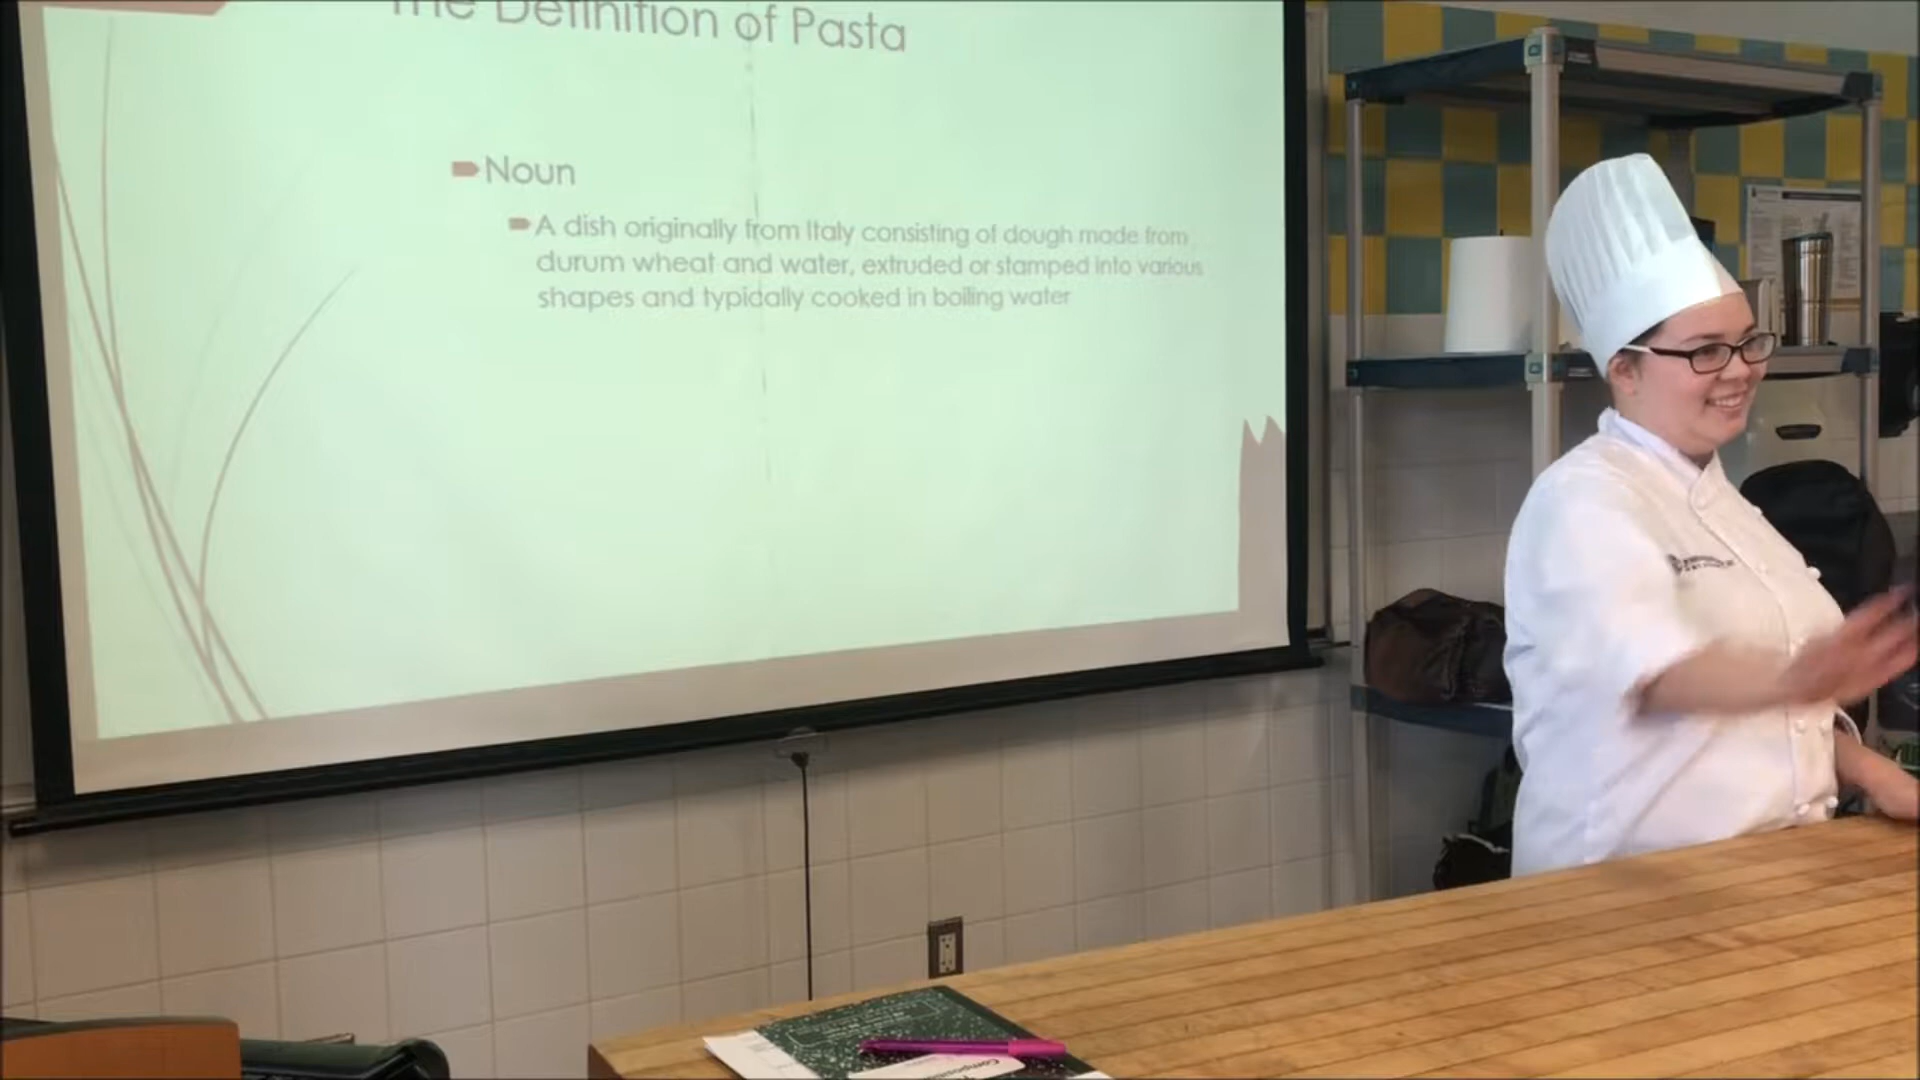 The Definition of Pasta
Noun
A dish originally from Italy consisting of dough made from
durum wheat and water, extruded or stamped into various
shapes and typically cooked in boiling water